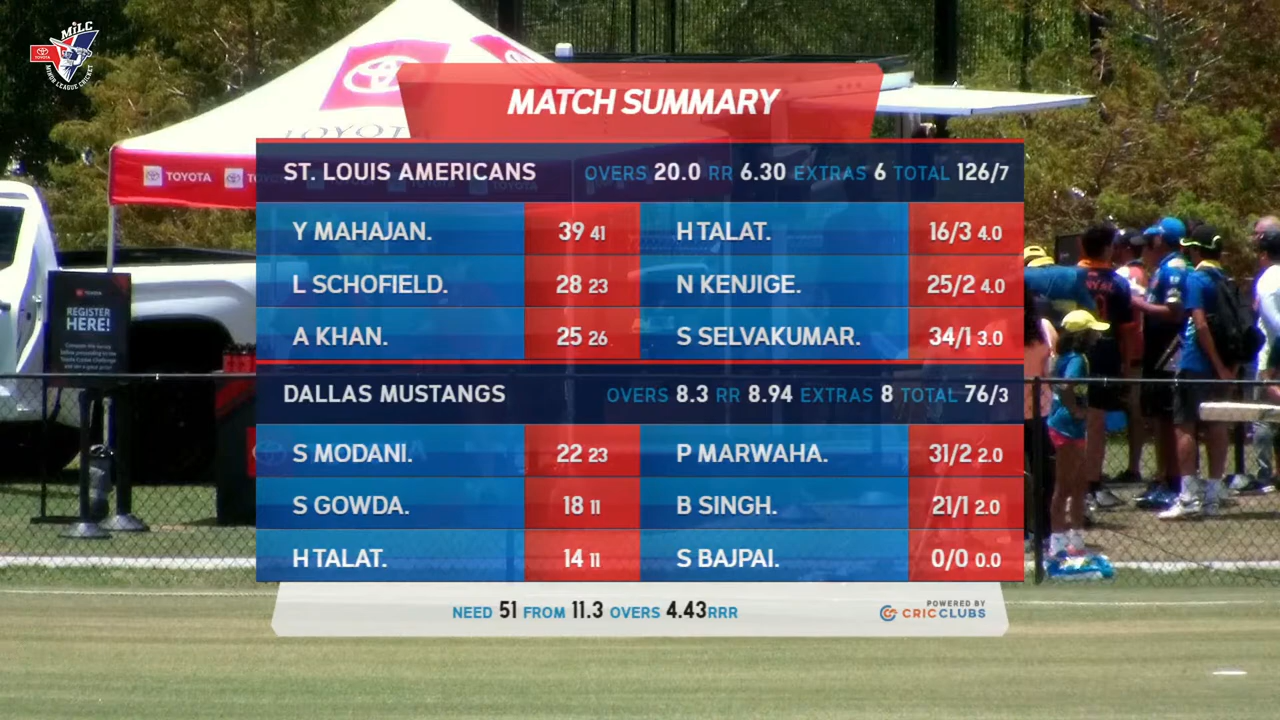 MiLC
TOYOTA
MINOR LEAGUE CRICKET
MATCH SUMMARY
TOYOTA
TOYOTA
ST. LOUIS AMERICANS OVERS 20.0 RR 6.30 EXTRAS 6 TOTAL 126/7
Y MAHAJAN. 39 41 H TALAT. 16/3 4.0
L SCHOFIELD. 28 23 N KENJIGE. 25/2 4.0
A KHAN. 25 26 S SELVAKUMAR. 34/1 3.0
DALLAS MUSTANGS OVERS 8.3 RR 8.94 EXTRAS 8 TOTAL 76/3
S MODANI. 22 23 P MARWAHA. 31/2 2.0
S GOWDA. 18 11 B SINGH. 21/1 2.0
H TALAT. 14 11 S BAJPAI. 0/0 0.0
NEED 51 FROM 11.3 OVERS 4.43RRR
POWERED BY
CRICCLUBS
TOYOTA
REGISTER
HERE!